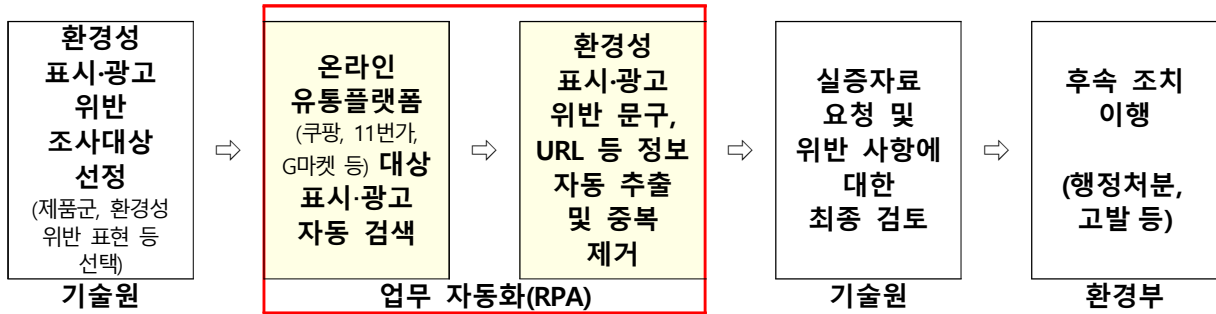 환경성
표시·광고
위반
조사대상
선정
(제품군, 환경성
위반 표현 등
선택)
기술원
⇨
온라인
유통플랫폼
(쿠팡, 11번가,
G마켓 등) 대상
표시·광고
자동 검색
⇨
환경성
표시·광고
위반 문구,
URL 등 정보
자동 추출
및 중복
제거
업무 자동화(RPA)
⇨
실증자료
요청 및
위반 사항에
대한
최종 검토
기술원
⇨
후속 조치
이행
(행정처분,
고발 등)
환경부